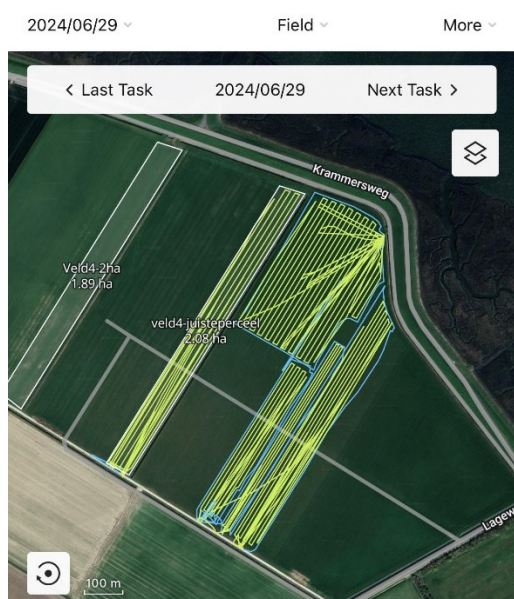 2024/06/29
Field
More
Last Task
2024/06/29
Next Task
Krammersweg
Veld4-2ha
1.89 ha
veld4-juisteperceel
2.08 ha
Lagew
100 m